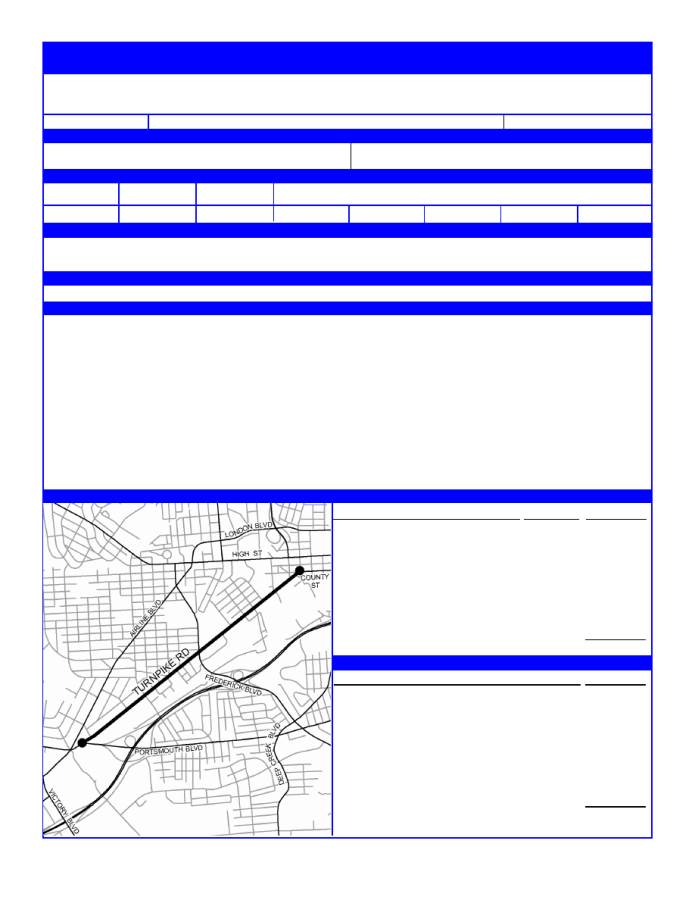 LONDON BLVD
HIGH ST
COUNTY
ST
AIRLINE BLVD
TURNPIKE RD
FREDERICK BLVD
PORTSMOUTH BLVD
DEEP CREEK BLVD
VICTORY BLVD